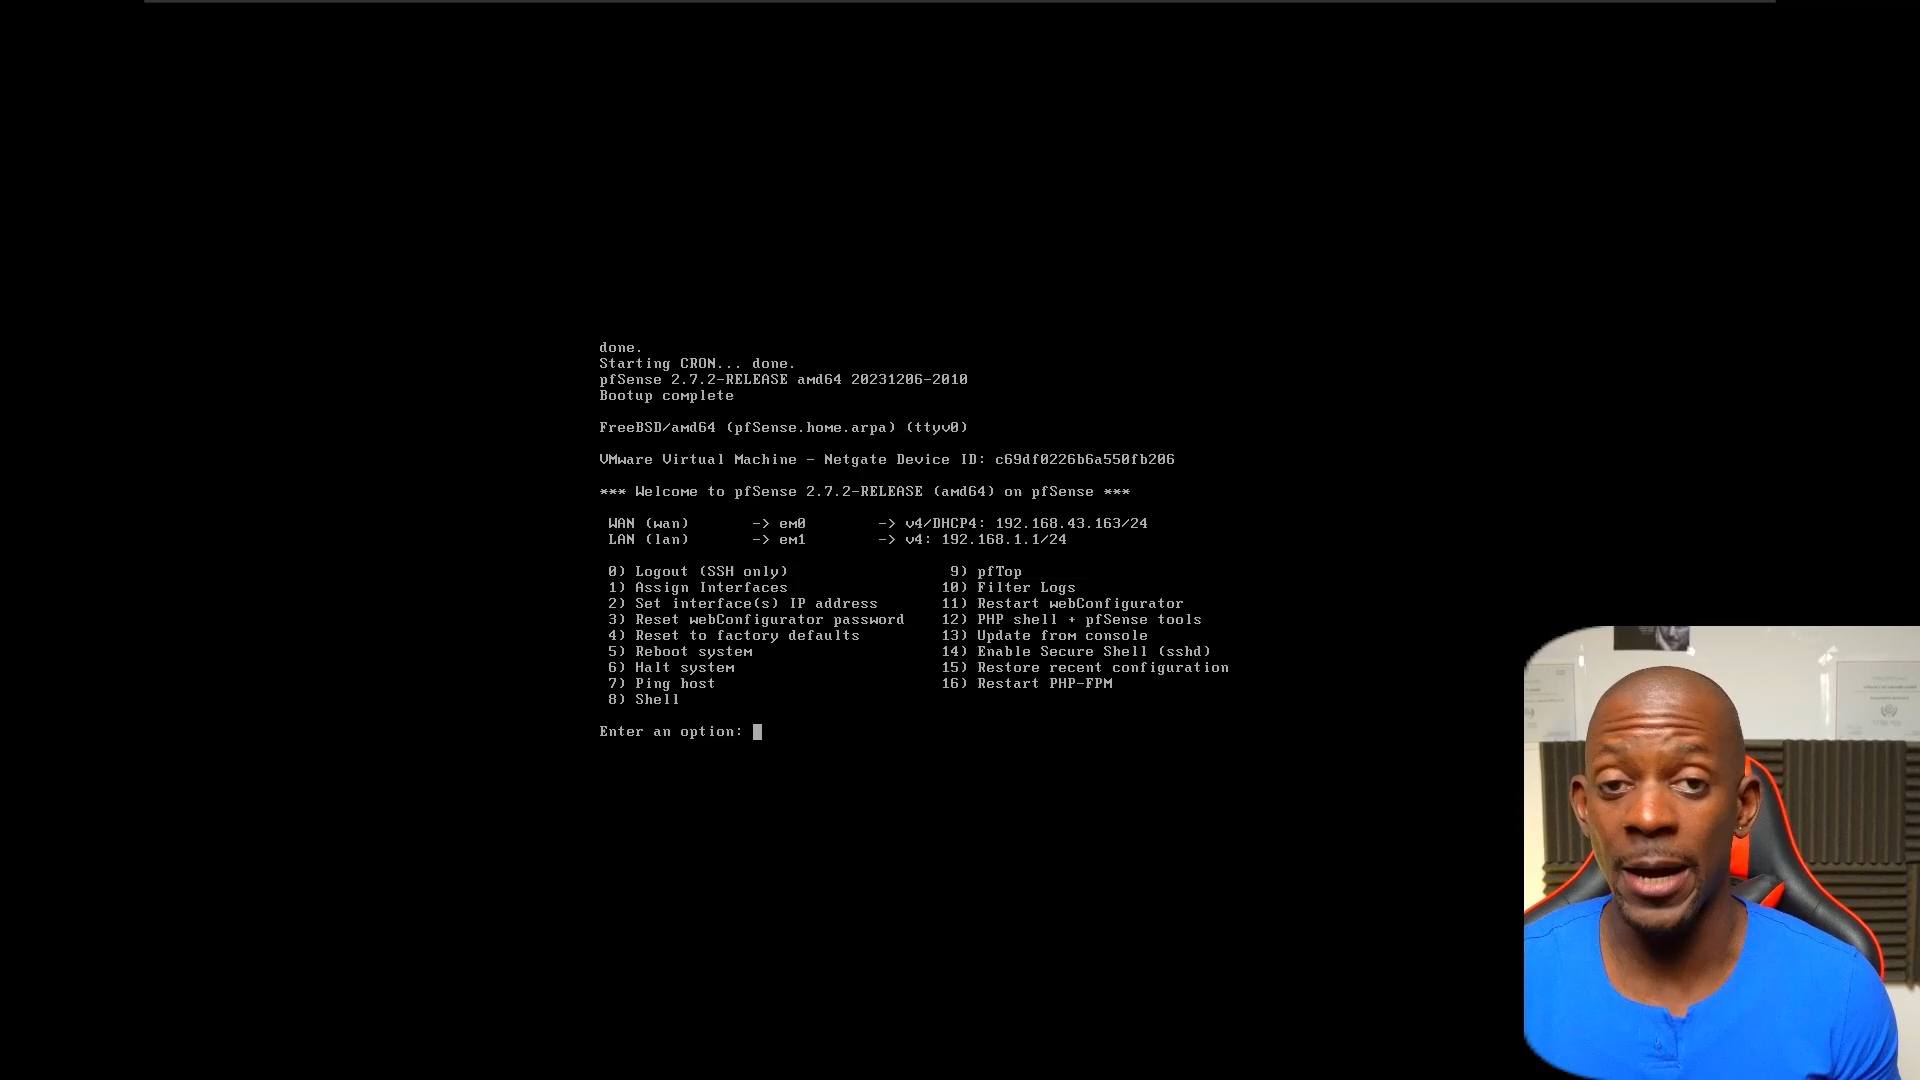 done.
Starting CRON... done.
pfSense 2.7.2-RELEASE amd64 20231206-2010
Bootup complete
FreeBSD/amd64 (pfSense.home.arpa) (ttyv0)
VMware Virtual Machine - Netgate Device ID: c69df0226b6a550fb206
*** Welcome to pfSense 2.7.2-RELEASE (amd64) on pfSense ***
WAN (wan) -> em0 -> v4/DHCP4: 192.168.43.163/24
LAN (lan) -> em1 -> v4: 192.168.1.1/24
0) Logout (SSH only) 9) pfTop
1) Assign Interfaces 10) Filter Logs
2) Set interface(s) IP address 11) Restart webConfigurator
3) Reset webConfigurator password 12) PHP shell + pfSense tools
4) Reset to factory defaults 13) Update from console
5) Reboot system 14) Enable Secure Shell (sshd)
6) Halt system 15) Restore recent configuration
7) Ping host 16) Restart PHP-FPM
8) Shell
Enter an option: